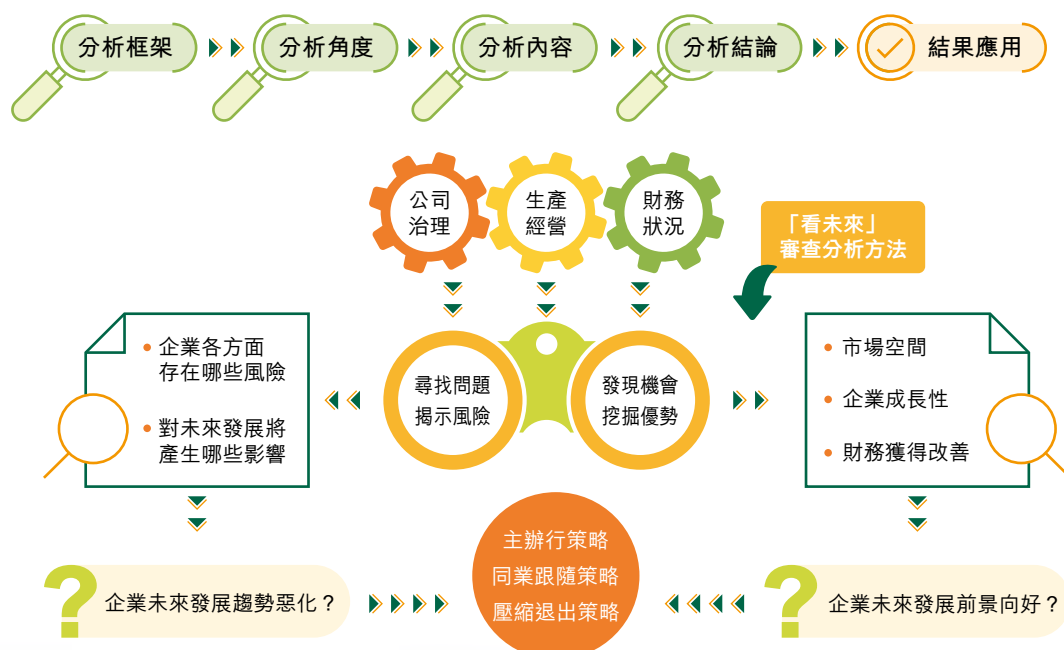 分析框架
分析角度
分析內容
分析結論
結果應用
公司
治理
生產
經營
財務
狀況
「看未來」
審查分析方法
• 企業各方面
存在哪些風險
• 對未來發展將
產生哪些影響
尋找問題
揭示風險
發現機會
挖掘優勢
• 市場空間
• 企業成長性
• 財務獲得改善
主辦行策略
同業跟隨策略
壓縮退出策略
? 企業未來發展趨勢惡化？
? 企業未來發展前景向好？